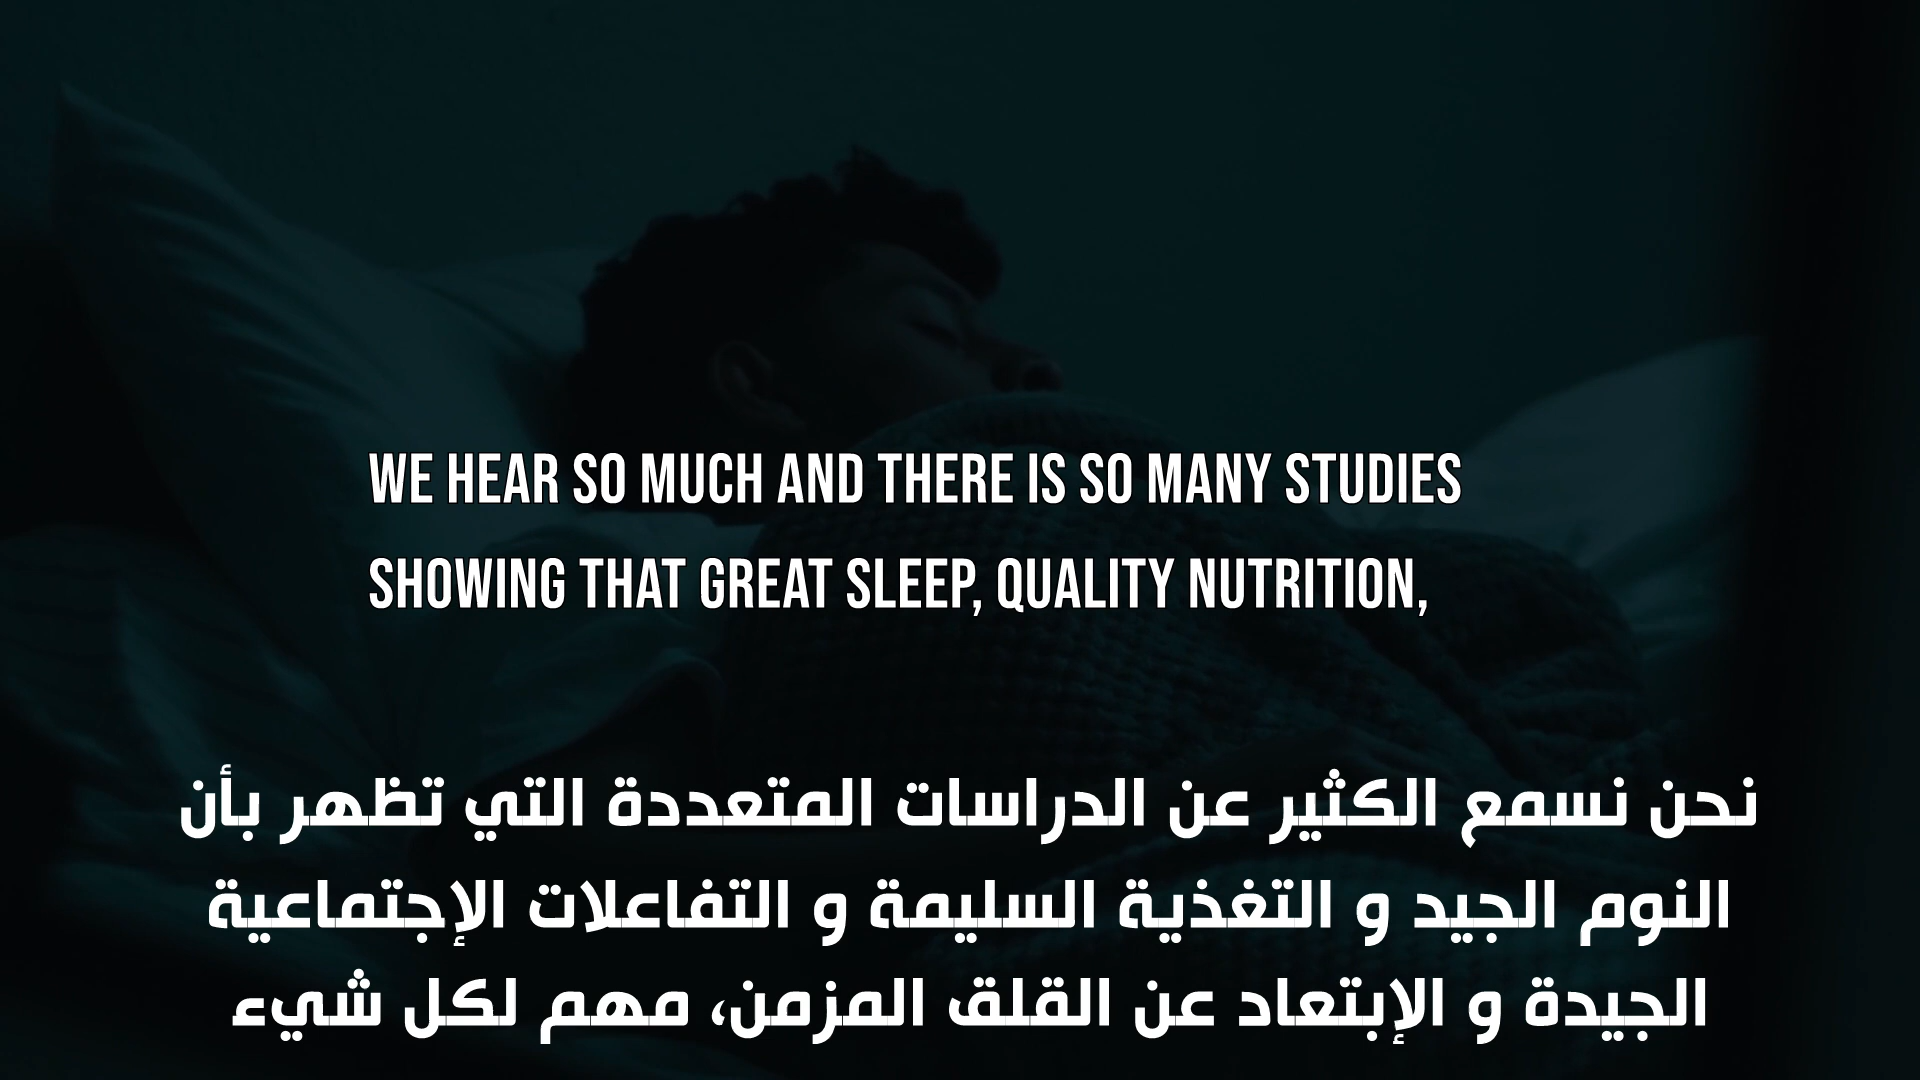 WE HEAR SO MUCH AND THERE IS SO MANY STUDIES
SHOWING THAT GREAT SLEEP, QUALITY NUTRITION,
نحن نسمع الكثير عن الدراسات المتعددة التي تظهر بأن
النوم الجيد و التغذية السليمة و التفاعلات الإجتماعية
الجيدة و الإبتعاد عن القلق المزمن، مهم لكل شيء